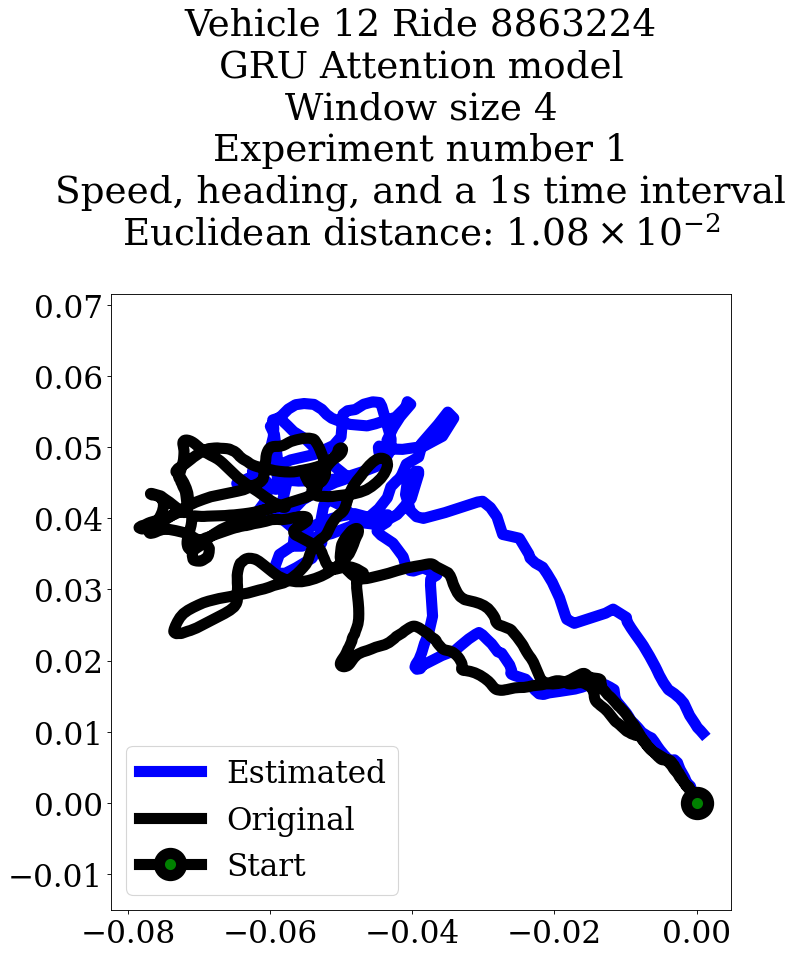 Vehicle 12 Ride 8863224
GRU Attention model
Window size 4
Experiment number 1
Speed, heading, and a 1s time interval
Euclidean distance: 1.08 × 10⁻²
0.07
0.06
0.05
0.04
0.03
0.02
0.01
0.00
−0.01
Estimated
Original
Start
−0.08 −0.06 −0.04 −0.02 0.00